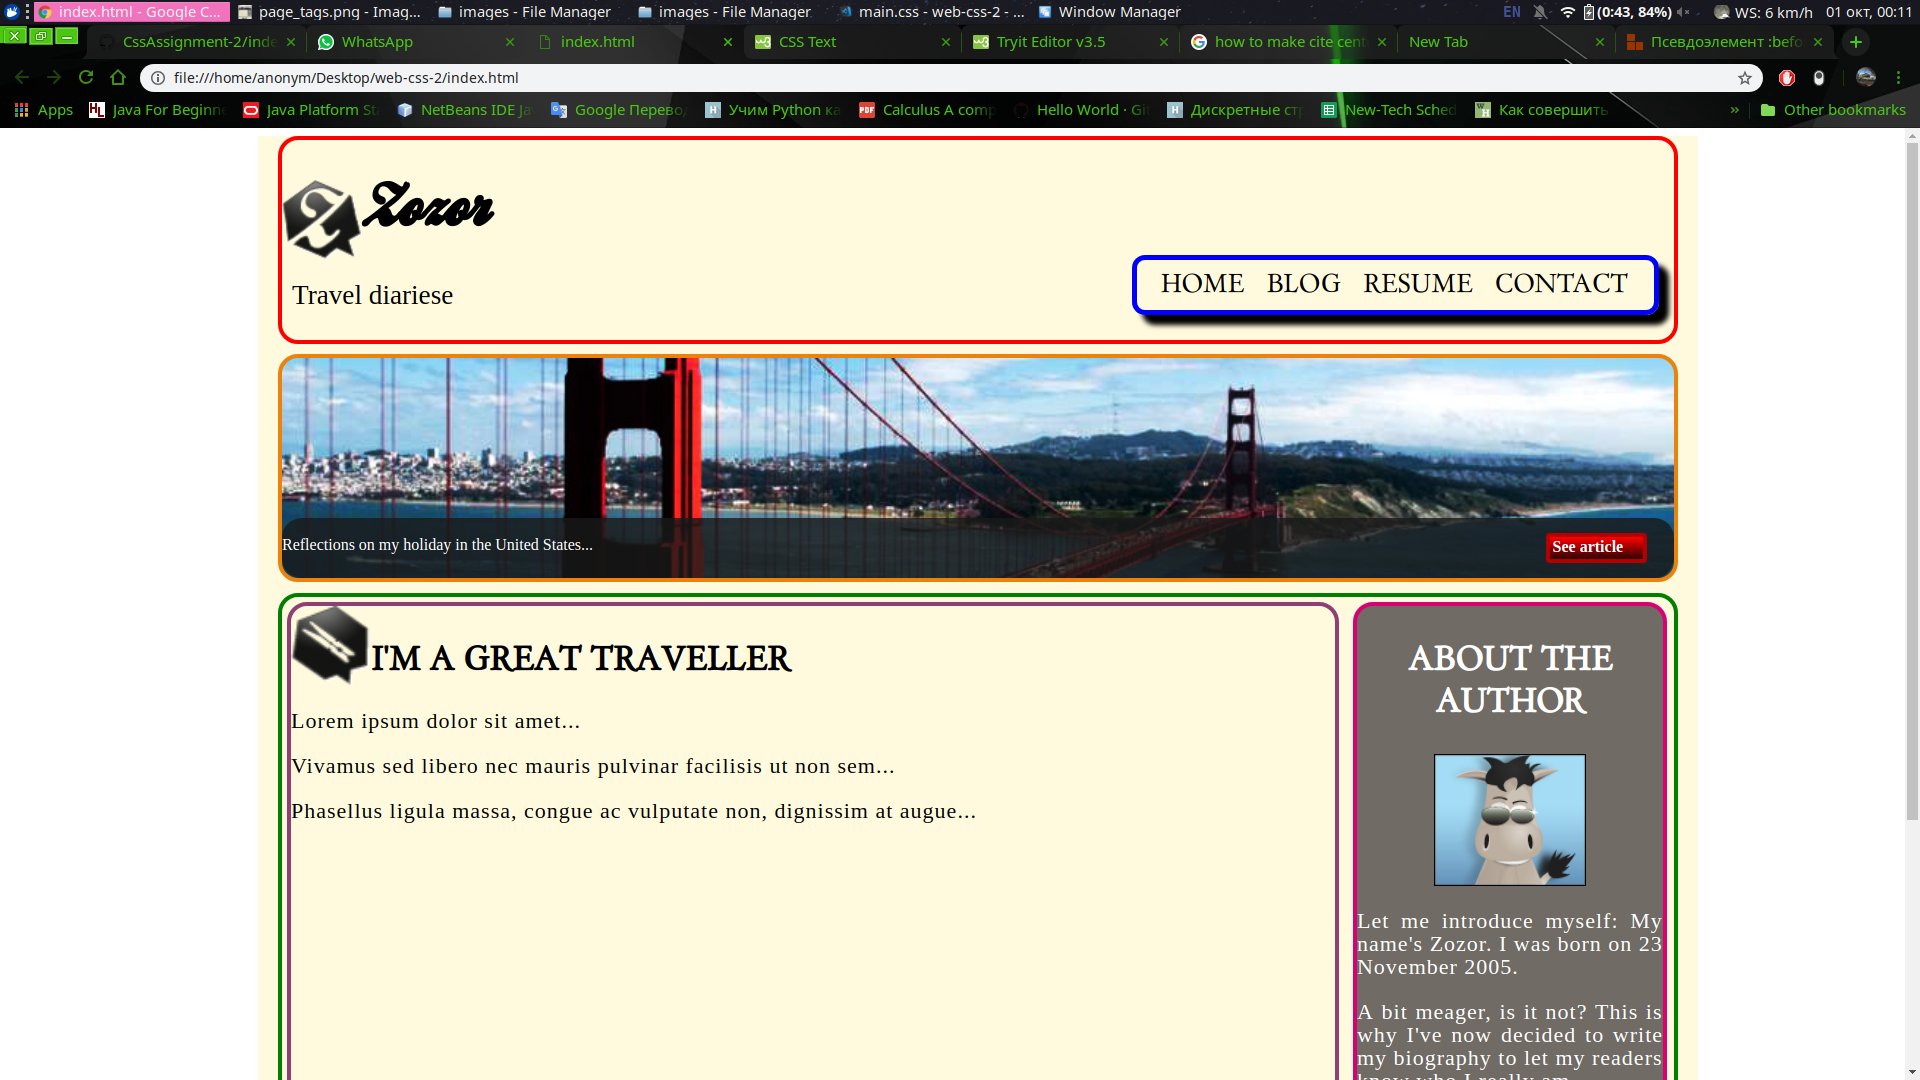 index.html - Google C... page_tags.png - Imag... images - File Manager images - File Manager main.css - web-css-2 - ... Window Manager EN (0:43, 84%) WS: 6 km/h 01 окт, 00:11
CssAssignment-2/inde WhatsApp index.html CSS Text Tryit Editor v3.5 how to make cite cent New Tab Псевдоэлемент :befo
file:///home/anonym/Desktop/web-css-2/index.html
Apps Java For Beginne Java Platform Sta NetBeans IDE Ja Google Перево Учим Python ка Calculus A comp Hello World · Gi Дискретные ст New-Tech Sched Как совершить » Other bookmarks
Zozor
Travel diariese
HOME BLOG RESUME CONTACT
Reflections on my holiday in the United States...
See article
I'M A GREAT TRAVELLER
Lorem ipsum dolor sit amet...
Vivamus sed libero nec mauris pulvinar facilisis ut non sem...
Phasellus ligula massa, congue ac vulputate non, dignissim at augue...
ABOUT THE
AUTHOR
Let me introduce myself: My
name's Zozor. I was born on 23
November 2005.
A bit meager, is it not? This is
why I've now decided to write
my biography to let my readers
know who I really am